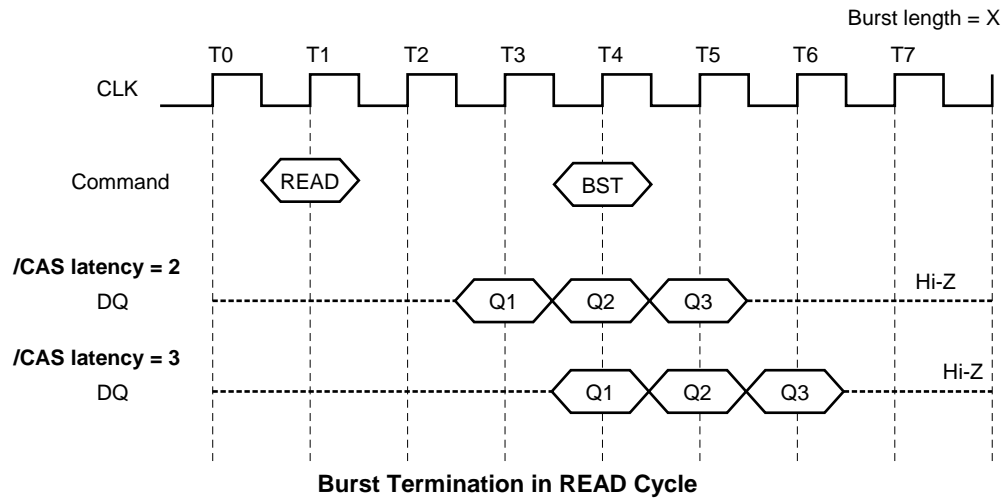 Burst length = X
T0 T1 T2 T3 T4 T5 T6 T7
CLK
Command READ BST
/CAS latency = 2
DQ Q1 Q2 Q3 Hi-Z
/CAS latency = 3
DQ Q1 Q2 Q3 Hi-Z
Burst Termination in READ Cycle